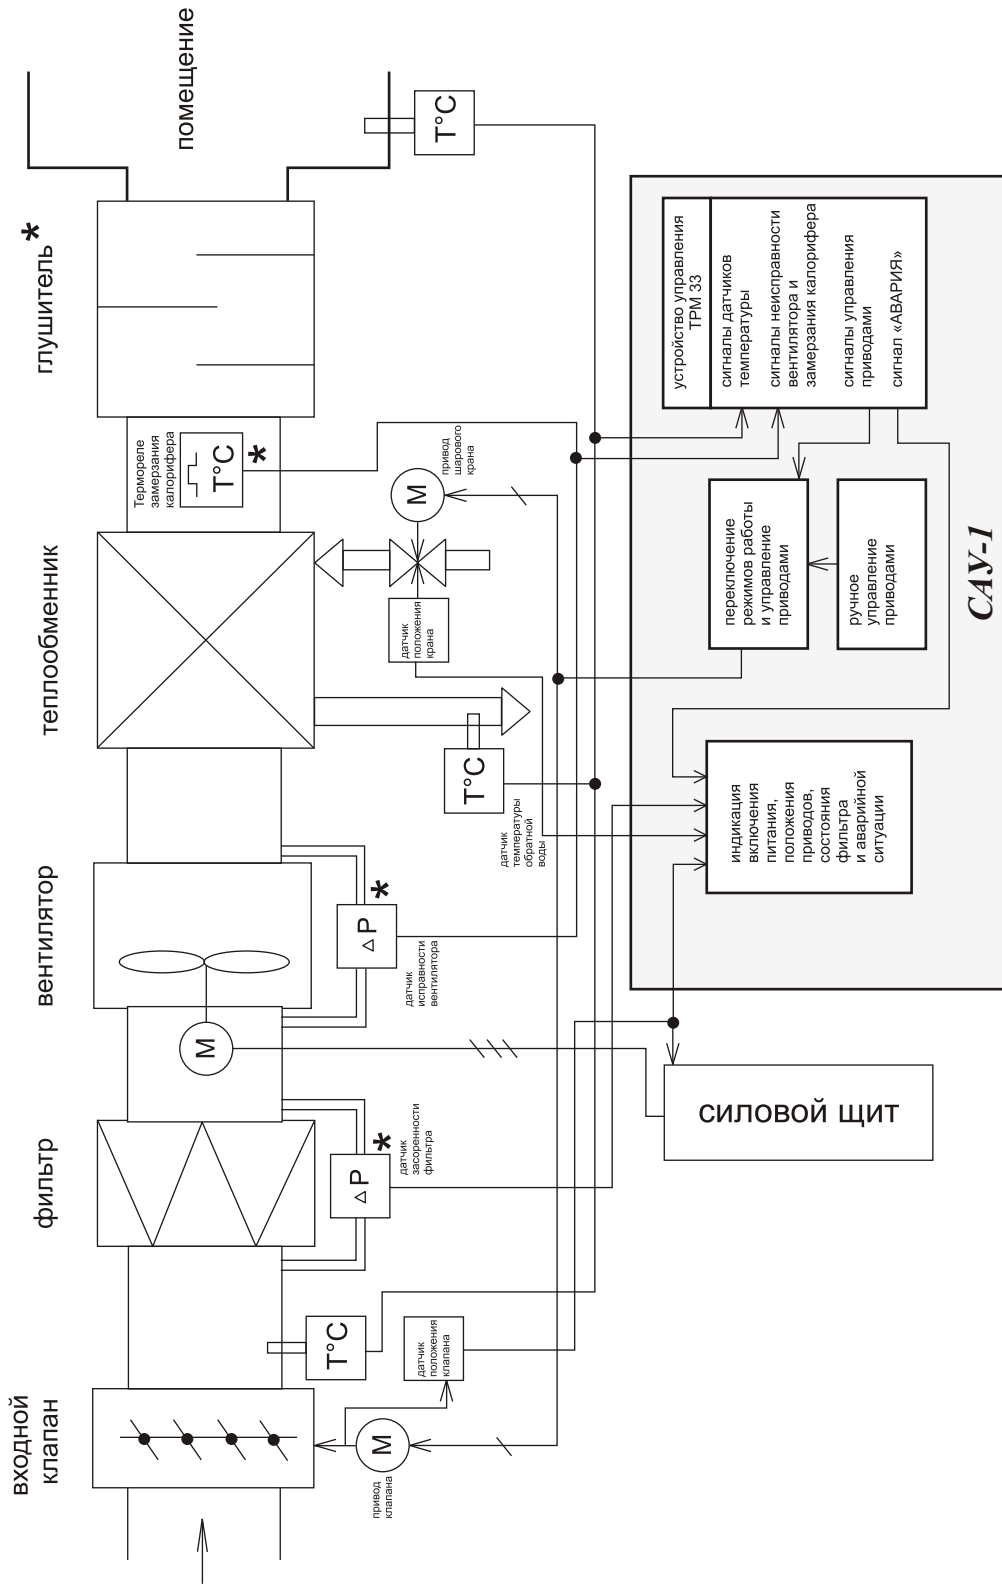 входной
клапан
фильтр
вентилятор
теплообменник
глушитель*
помещение
M
привод
клапана
T°C
датчик
положения
клапана
△P
*
датчик
засоренности
фильтра
M
△P
*
датчик
исправности
вентилятора
T°C
датчик
температуры
обратной
воды
датчик
положения
крана
M
привод
шарового
крана
Термореле
замерзания
калорифера
T°C
*
T°C
СИЛОВОЙ ЩИТ
индикация
включения
питания,
положения
приводов,
состояния
фильтра
и аварийной
ситуации
переключение
режимов работы
и управление
приводами
ручное
управление
приводами
устройство управления
ТРМ 33
сигналы датчиков
температуры
сигналы неисправности
вентилятора и
замерзания калорифера
сигналы управления
приводами
сигнал «АВАРИЯ»
САУ-1